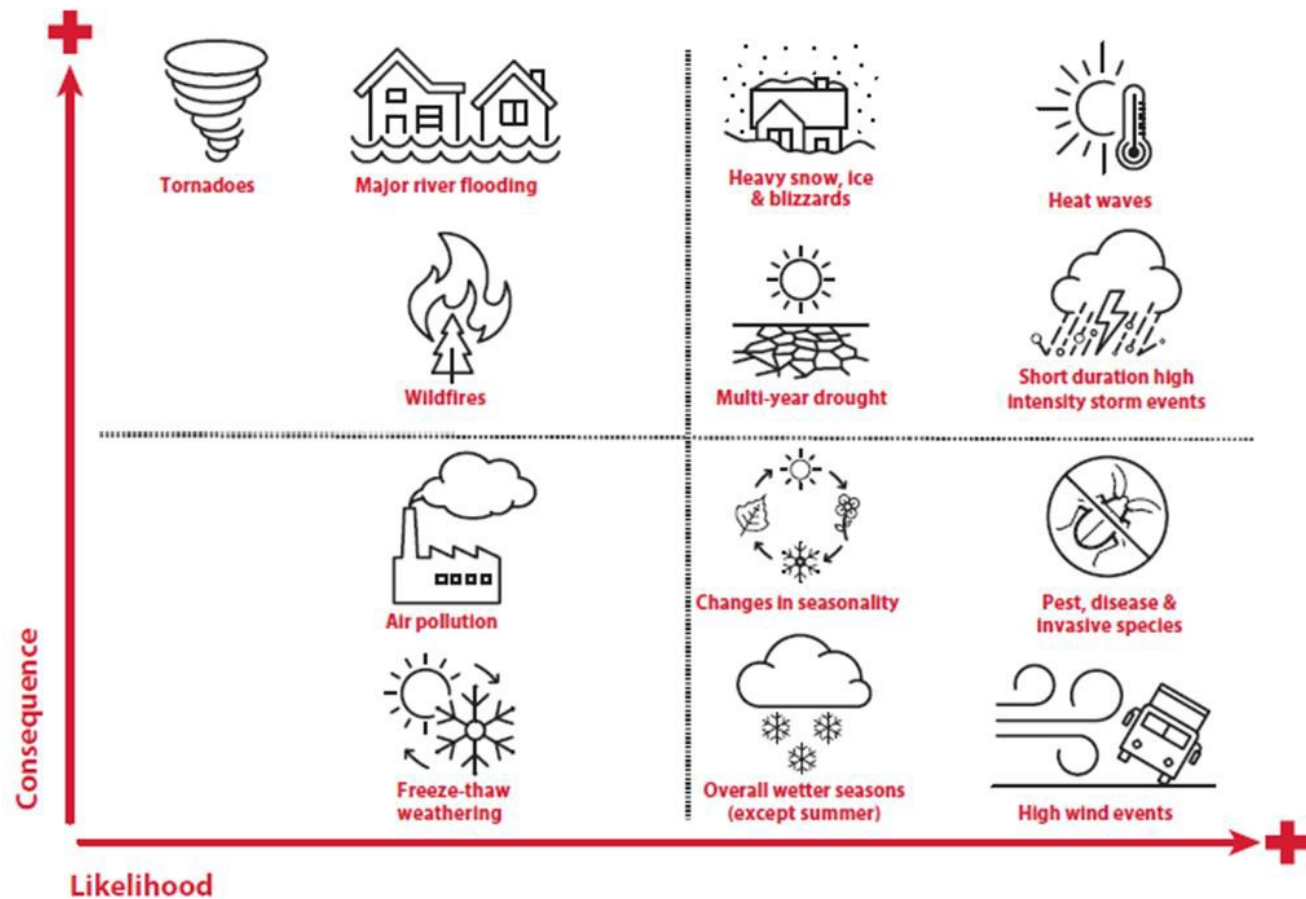 Tornadoes
Major river flooding
Heavy snow, ice
& blizzards
Heat waves
Wildfires
Multi-year drought
Short duration high
intensity storm events
Air pollution
Changes in seasonality
Pest, disease &
invasive species
Freeze-thaw
weathering
Overall wetter seasons
(except summer)
High wind events
Consequence
Likelihood